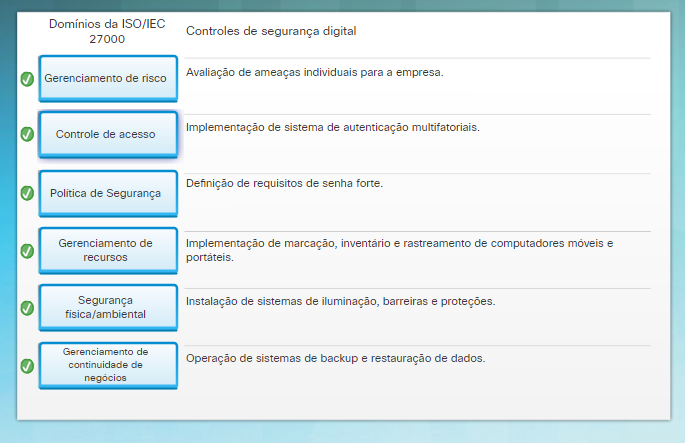 Domínios da ISO/IEC
27000
Controles de segurança digital
Gerenciamento de risco
Avaliação de ameaças individuais para a empresa.
Controle de acesso
Implementação de sistema de autenticação multifatoriais.
Política de Segurança
Definição de requisitos de senha forte.
Gerenciamento de
recursos
Implementação de marcação, inventário e rastreamento de computadores móveis e
portáteis.
Segurança
física/ambiental
Instalação de sistemas de iluminação, barreiras e proteções.
Gerenciamento de
continuidade de
negócios
Operação de sistemas de backup e restauração de dados.